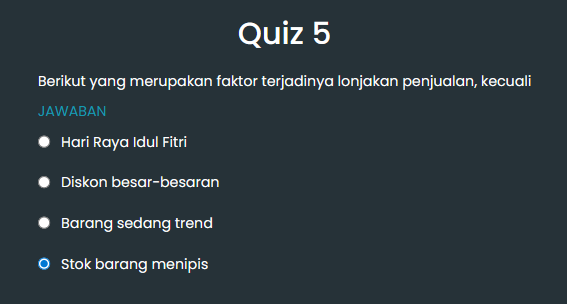 Quiz 5
Berikut yang merupakan faktor terjadinya lonjakan penjualan, kecuali
JAWABAN
Hari Raya Idul Fitri
Diskon besar-besaran
Barang sedang trend
Stok barang menipis